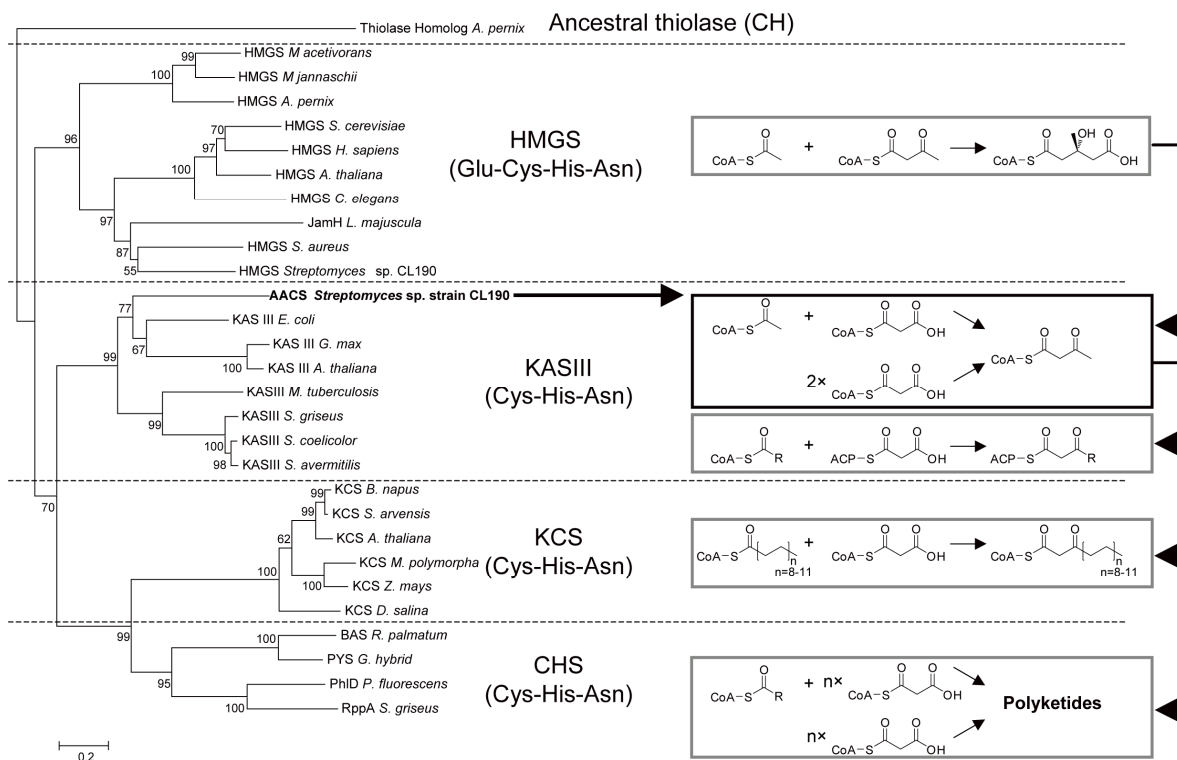 Thiolase Homolog A. pernix
Ancestral thiolase (CH)
HMGS M acetivorans
99
HMGS M jannaschii
100
HMGS A. pernix
96
HMGS S. cerevisiae
70
HMGS H. sapiens
97
HMGS A. thaliana
100
HMGS C. elegans
97
JamH L. majuscula
87
HMGS S. aureus
55
HMGS Streptomyces sp. CL190
HMGS
(Glu-Cys-His-Asn)
O
CoA S
+
O O
CoA S
O OH O
CoA S OH
AACS Streptomyces sp. strain CL190
77
KAS III E. coli
67
KAS III G. max
99
100
KAS III A. thaliana
KASIII M. tuberculosis
99
KASIII S. griseus
100
KASIII S. coelicolor
98
KASIII S. avermitilis
KASIII
(Cys-His-Asn)
O
CoA S
+
O O
CoA S OH
O O
CoA S
O O
2× CoA S OH
O
CoA S R
+
O O
ACP S OH
O O
ACP S R
70
KCS B. napus
99
KCS S. arvensis
99
KCS A. thaliana
62
KCS M. polymorpha
100
KCS Z. mays
100
KCS D. salina
KCS
(Cys-His-Asn)
O
CoA S n
n=8-11
+
O O
CoA S OH
O O
CoA S n
n=8-11
99
BAS R. palmatum
100
PYS G. hybrid
95
PhlD P. fluorescens
100
RppA S. griseus
CHS
(Cys-His-Asn)
O
CoA S R
+ n×
O O
CoA S OH
n×
O O
CoA S OH
Polyketides
0.2